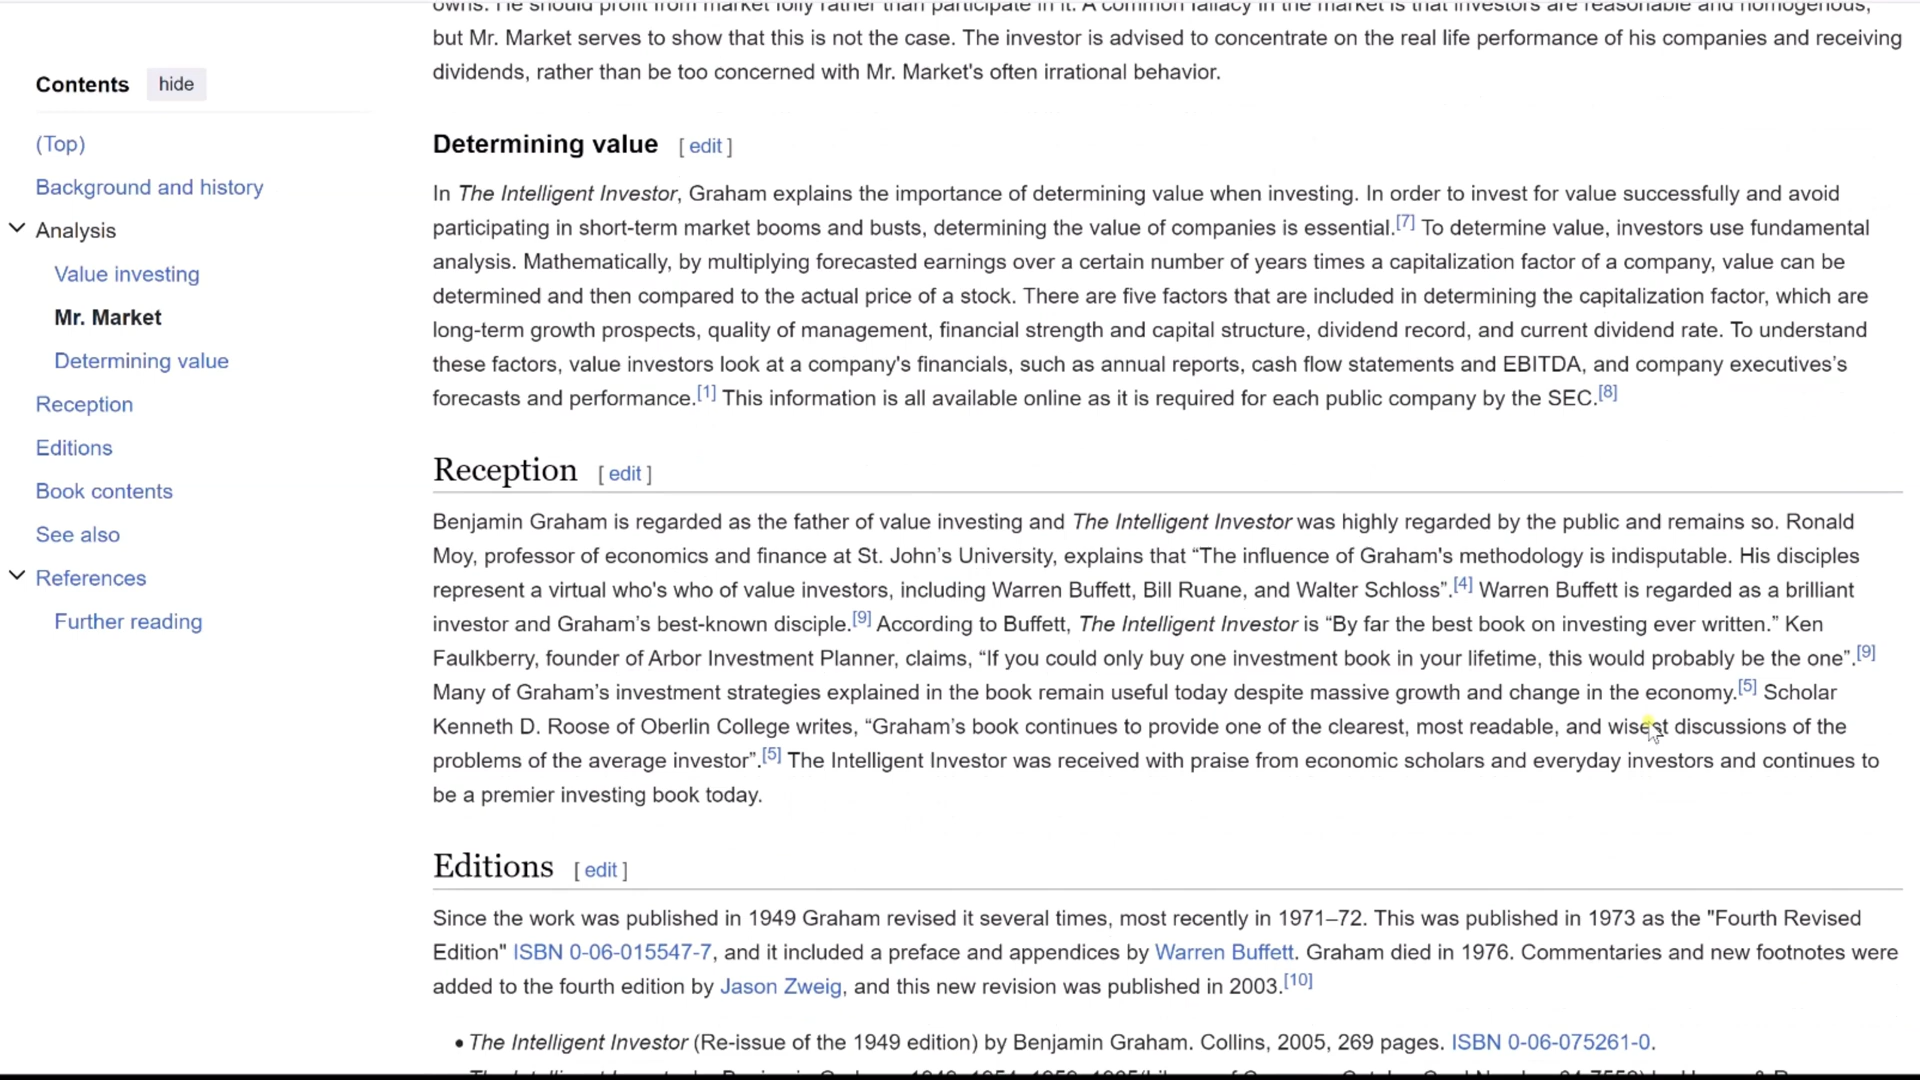 Contents hide
(Top)
Background and history
Analysis
Value investing
Mr. Market
Determining value
Reception
Editions
Book contents
See also
References
Further reading
owns. He should profit from market folly rather than participate in it. A common fallacy in the market is that investors are reasonable and homogenous,
but Mr. Market serves to show that this is not the case. The investor is advised to concentrate on the real life performance of his companies and receiving
dividends, rather than be too concerned with Mr. Market's often irrational behavior.
Determining value [ edit ]
In The Intelligent Investor, Graham explains the importance of determining value when investing. In order to invest for value successfully and avoid
participating in short-term market booms and busts, determining the value of companies is essential.[7] To determine value, investors use fundamental
analysis. Mathematically, by multiplying forecasted earnings over a certain number of years times a capitalization factor of a company, value can be
determined and then compared to the actual price of a stock. There are five factors that are included in determining the capitalization factor, which are
long-term growth prospects, quality of management, financial strength and capital structure, dividend record, and current dividend rate. To understand
these factors, value investors look at a company's financials, such as annual reports, cash flow statements and EBITDA, and company executives's
forecasts and performance.[1] This information is all available online as it is required for each public company by the SEC.[8]
Reception [ edit ]
Benjamin Graham is regarded as the father of value investing and The Intelligent Investor was highly regarded by the public and remains so. Ronald
Moy, professor of economics and finance at St. John’s University, explains that “The influence of Graham's methodology is indisputable. His disciples
represent a virtual who's who of value investors, including Warren Buffett, Bill Ruane, and Walter Schloss”.[4] Warren Buffett is regarded as a brilliant
investor and Graham’s best-known disciple.[9] According to Buffett, The Intelligent Investor is “By far the best book on investing ever written.” Ken
Faulkberry, founder of Arbor Investment Planner, claims, “If you could only buy one investment book in your lifetime, this would probably be the one”.[9]
Many of Graham’s investment strategies explained in the book remain useful today despite massive growth and change in the economy.[5] Scholar
Kenneth D. Roose of Oberlin College writes, “Graham’s book continues to provide one of the clearest, most readable, and wisest discussions of the
problems of the average investor”.[5] The Intelligent Investor was received with praise from economic scholars and everyday investors and continues to
be a premier investing book today.
Editions [ edit ]
Since the work was published in 1949 Graham revised it several times, most recently in 1971–72. This was published in 1973 as the "Fourth Revised
Edition" ISBN 0-06-015547-7, and it included a preface and appendices by Warren Buffett. Graham died in 1976. Commentaries and new footnotes were
added to the fourth edition by Jason Zweig, and this new revision was published in 2003.[10]
• The Intelligent Investor (Re-issue of the 1949 edition) by Benjamin Graham. Collins, 2005, 269 pages. ISBN 0-06-075261-0.